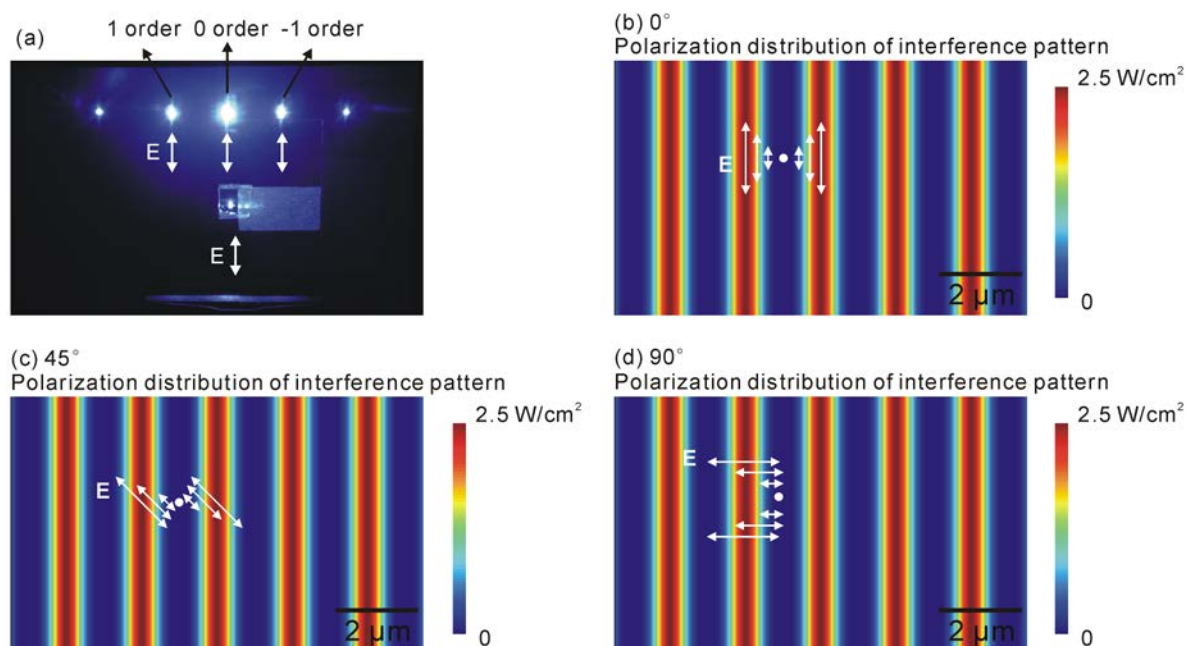 (a)
1 order 0 order -1 order
E
E
(b) 0°
Polarization distribution of interference pattern
E
2.5 W/cm²
2 μm
0
(c) 45°
Polarization distribution of interference pattern
E
2.5 W/cm²
2 μm
0
(d) 90°
Polarization distribution of interference pattern
E
2.5 W/cm²
2 μm
0